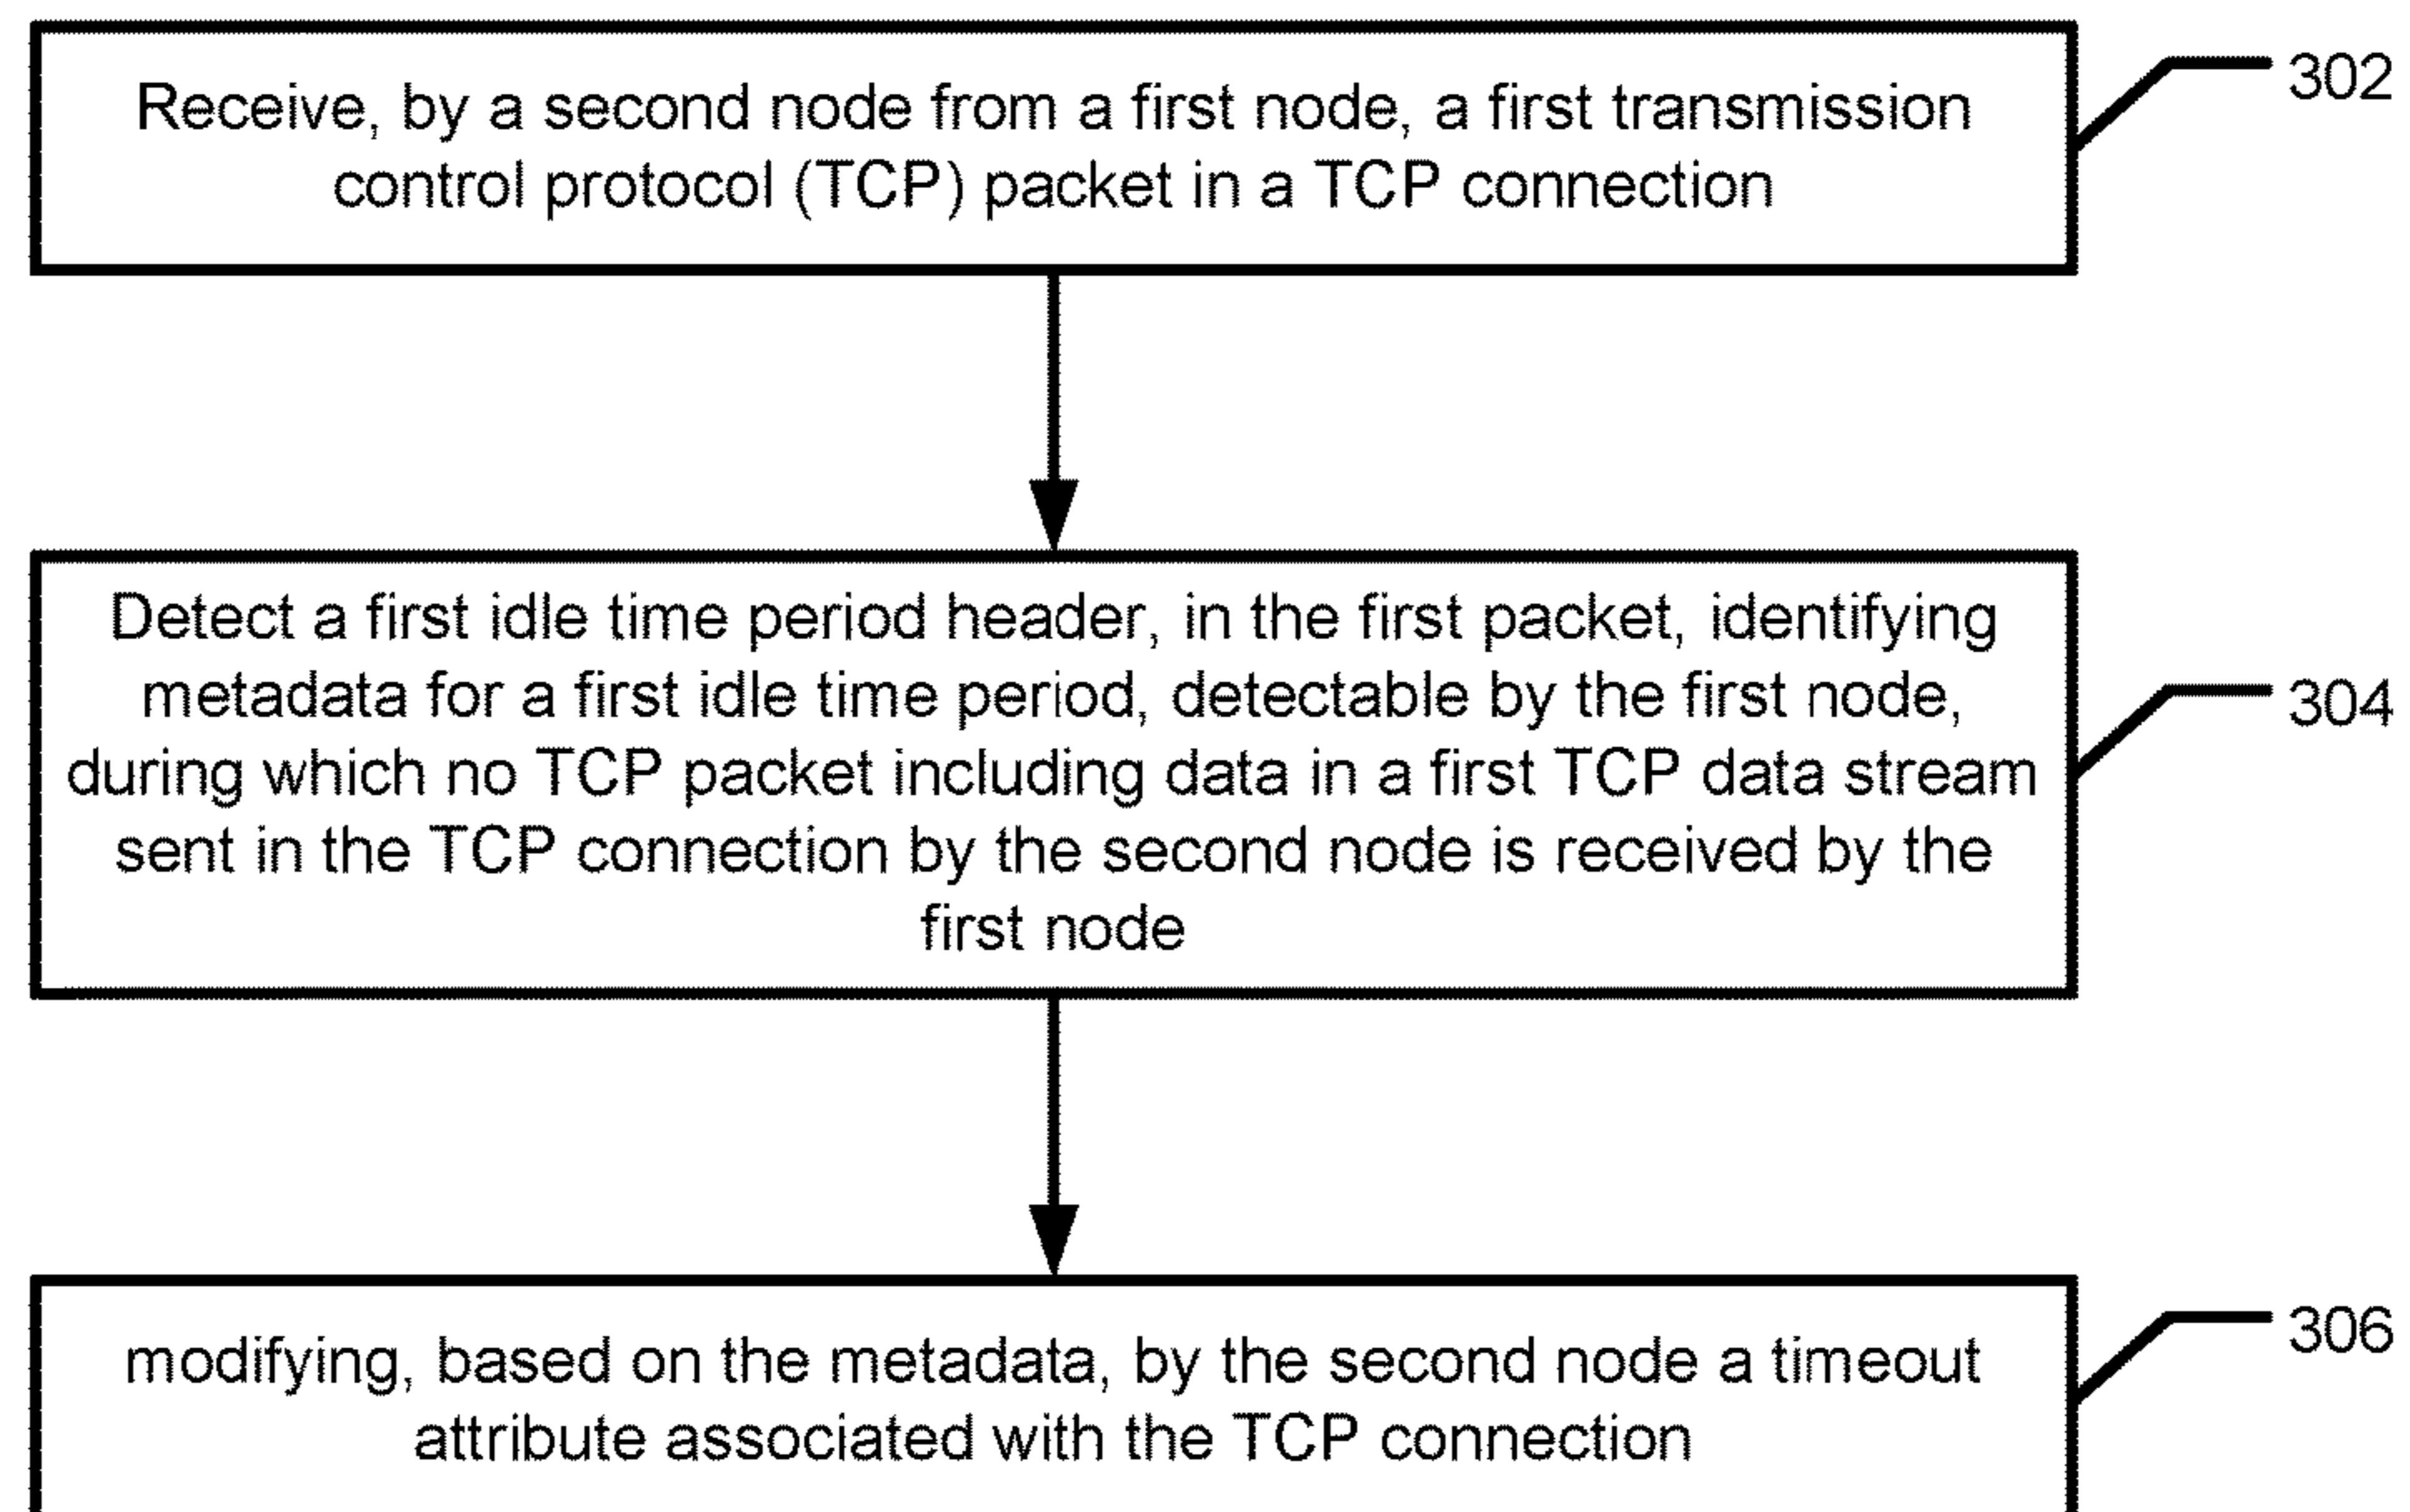 Receive, by a second node from a first node, a first transmission
control protocol (TCP) packet in a TCP connection
302
Detect a first idle time period header, in the first packet, identifying
metadata for a first idle time period, detectable by the first node,
during which no TCP packet including data in a first TCP data stream
sent in the TCP connection by the second node is received by the
first node
304
modifying, based on the metadata, by the second node a timeout
attribute associated with the TCP connection
306